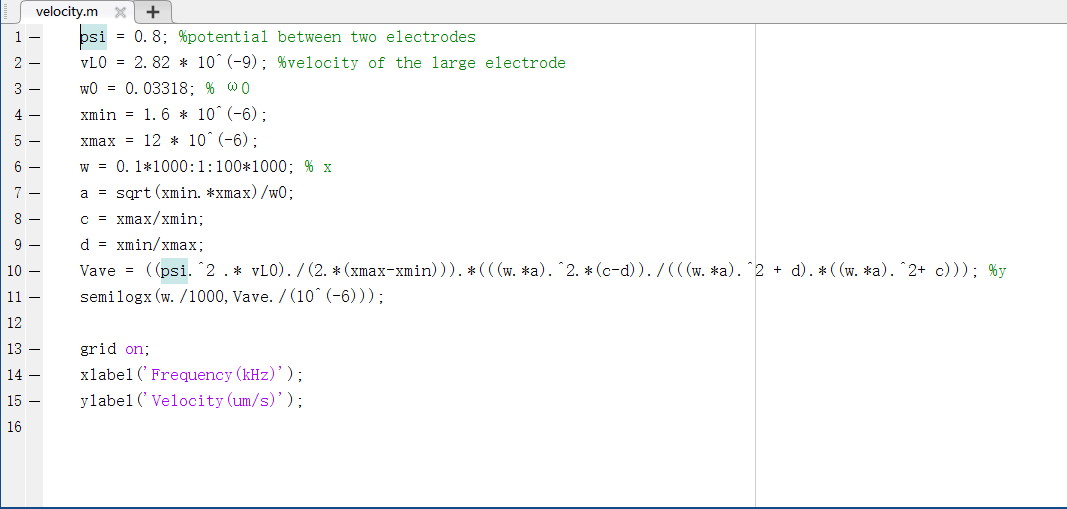 velocity.m
1 psi = 0.8; %potential between two electrodes
2 vL0 = 2.82 * 10^(-9); %velocity of the large electrode
3 w0 = 0.03318; % ω0
4 xmin = 1.6 * 10^(-6);
5 xmax = 12 * 10^(-6);
6 w = 0.1*1000:1:100*1000; % x
7 a = sqrt(xmin.*xmax)/w0;
8 c = xmax/xmin;
9 d = xmin/xmax;
10 Vave = ((psi.^2 .* vL0)./(2.*(xmax-xmin))).*(((w.*a).^2.*(c-d))./(((w.*a).^2 + d).*((w.*a).^2+ c))); %y
11 semilogx(w./1000,Vave./(10^(-6)));
12
13 grid on;
14 xlabel('Frequency(kHz)');
15 ylabel('Velocity(um/s)');
16